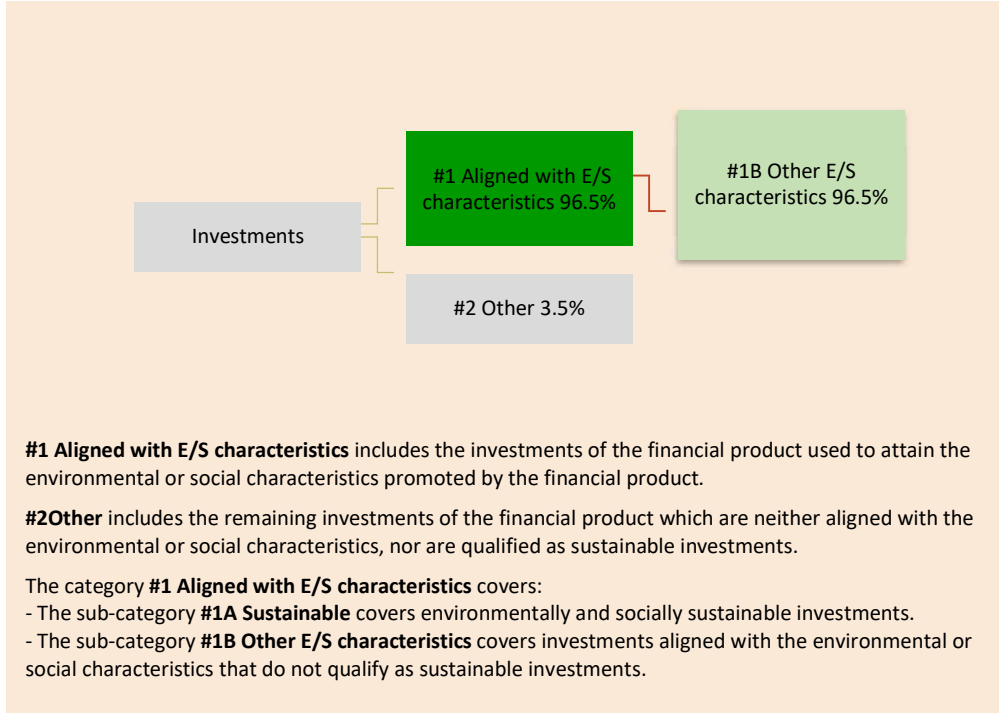 #1 Aligned with E/S
characteristics 96.5%
#1B Other E/S
characteristics 96.5%
Investments
#2 Other 3.5%
#1 Aligned with E/S characteristics includes the investments of the financial product used to attain the
environmental or social characteristics promoted by the financial product.
#2Other includes the remaining investments of the financial product which are neither aligned with the
environmental or social characteristics, nor are qualified as sustainable investments.
The category #1 Aligned with E/S characteristics covers:
- The sub-category #1A Sustainable covers environmentally and socially sustainable investments.
- The sub-category #1B Other E/S characteristics covers investments aligned with the environmental or
social characteristics that do not qualify as sustainable investments.